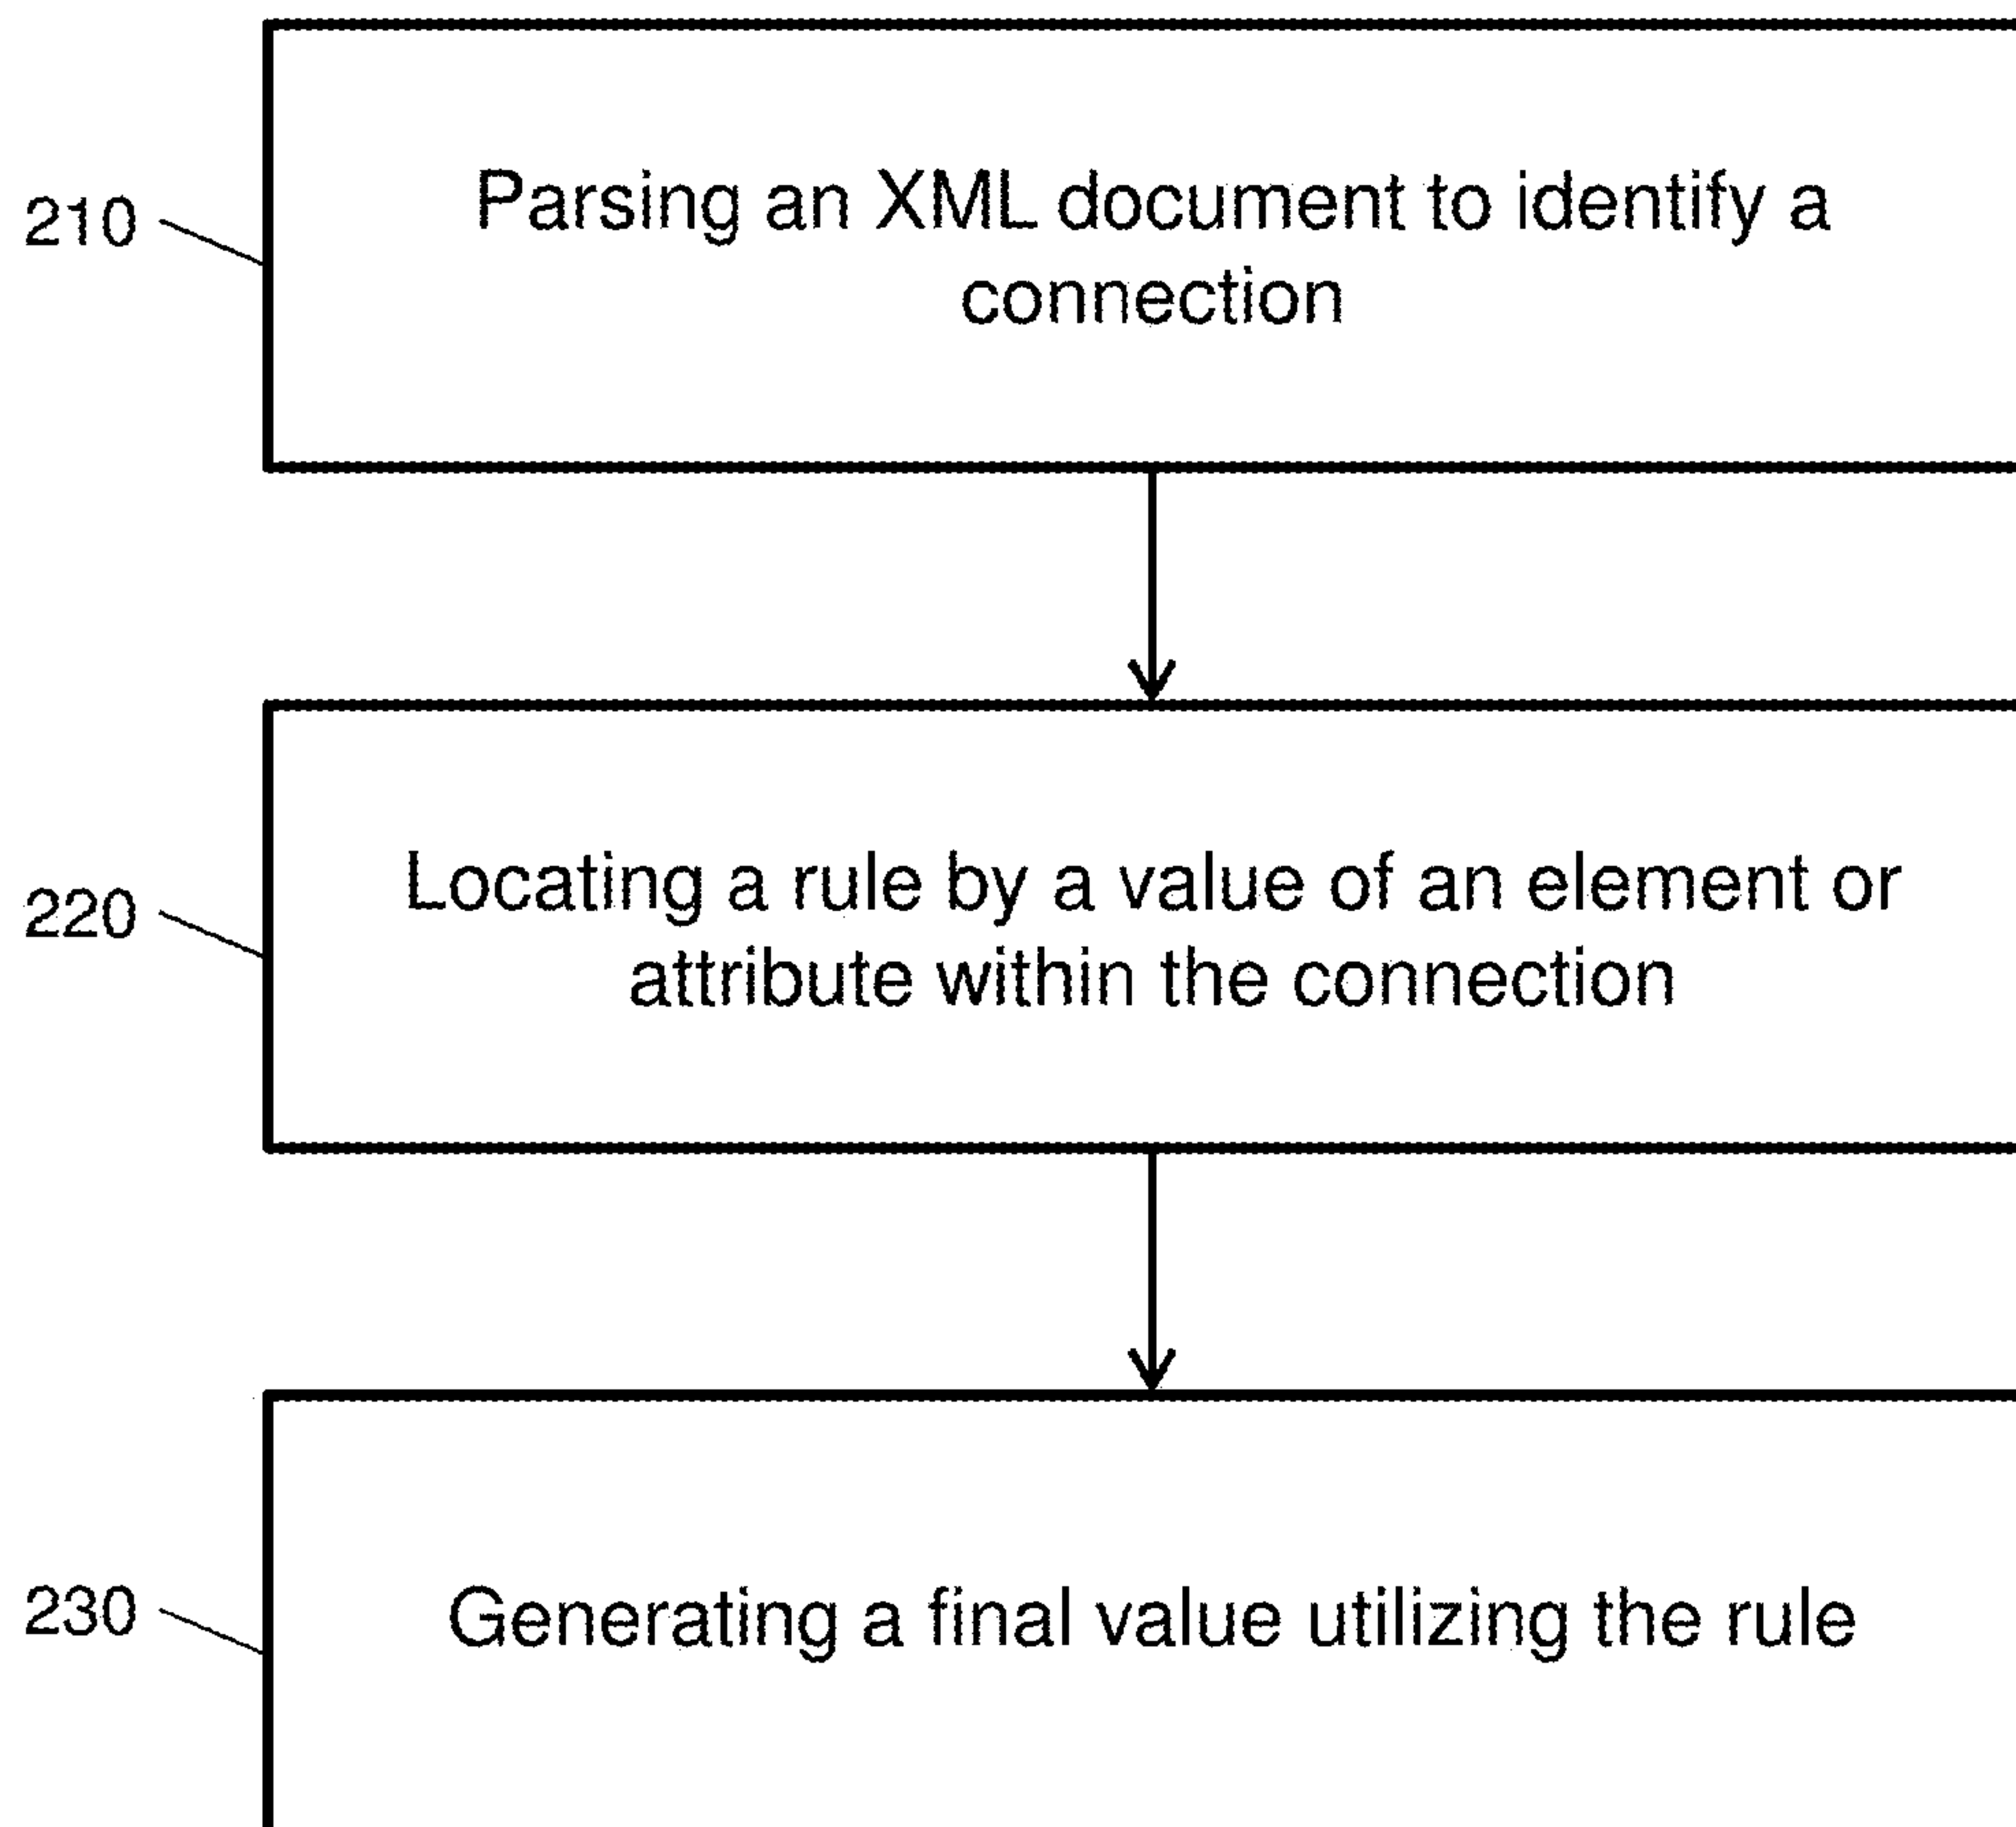 210
Parsing an XML document to identify a
connection
220
Locating a rule by a value of an element or
attribute within the connection
230
Generating a final value utilizing the rule